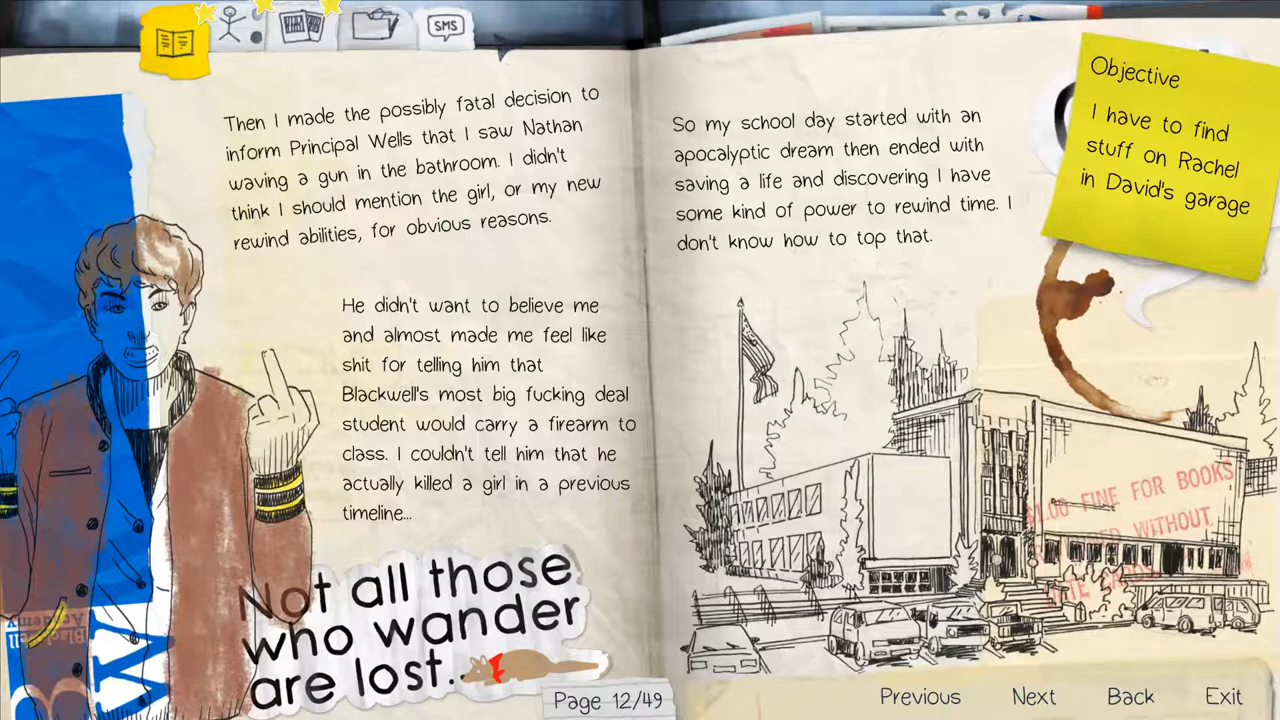 SMS
Then I made the possibly fatal decision to
inform Principal Wells that I saw Nathan
waving a gun in the bathroom. I didn't
think I should mention the girl, or my new
rewind abilities, for obvious reasons.
He didn't want to believe me
and almost made me feel like
shit for telling him that
Blackwell's most big fucking deal
student would carry a firearm to
class. I couldn't tell him that he
actually killed a girl in a previous
timeline...
Not all those
who wander
are lost.
Blackwell
Academy
So my school day started with an
apocalyptic dream then ended with
saving a life and discovering I have
some kind of power to rewind time. I
don't know how to top that.
Objective
I have to find
stuff on Rachel
in David's garage
$1.00 FINE FOR BOOKS
WITHOUT
Page 12/49
Previous
Next
Back
Exit